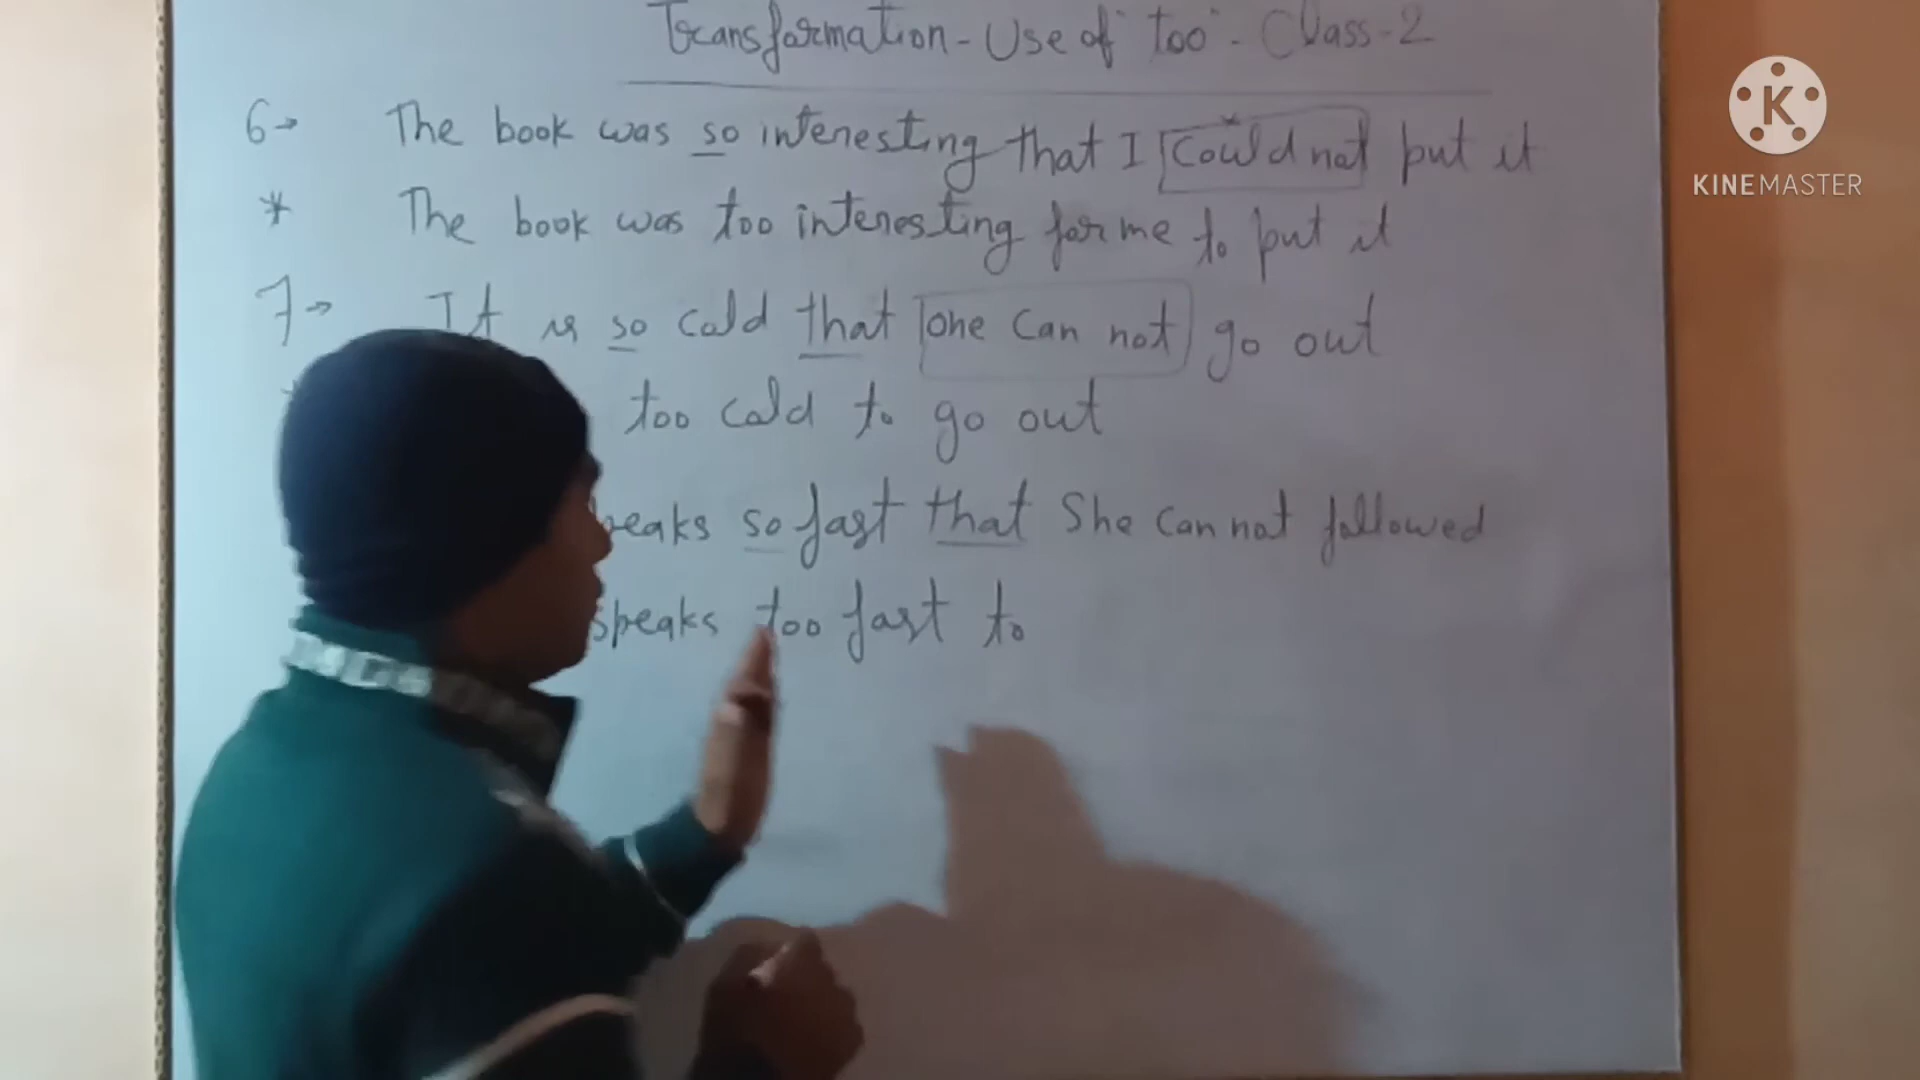 Transformation - Use of "too" - Class-2
6→ The book was so interesting that I could not put it
* The book was too interesting for me to put it
7→ It is so cold that one can not go out
too cold to go out
so fast that She can not followed
speaks too fast to
K
KINEMASTER